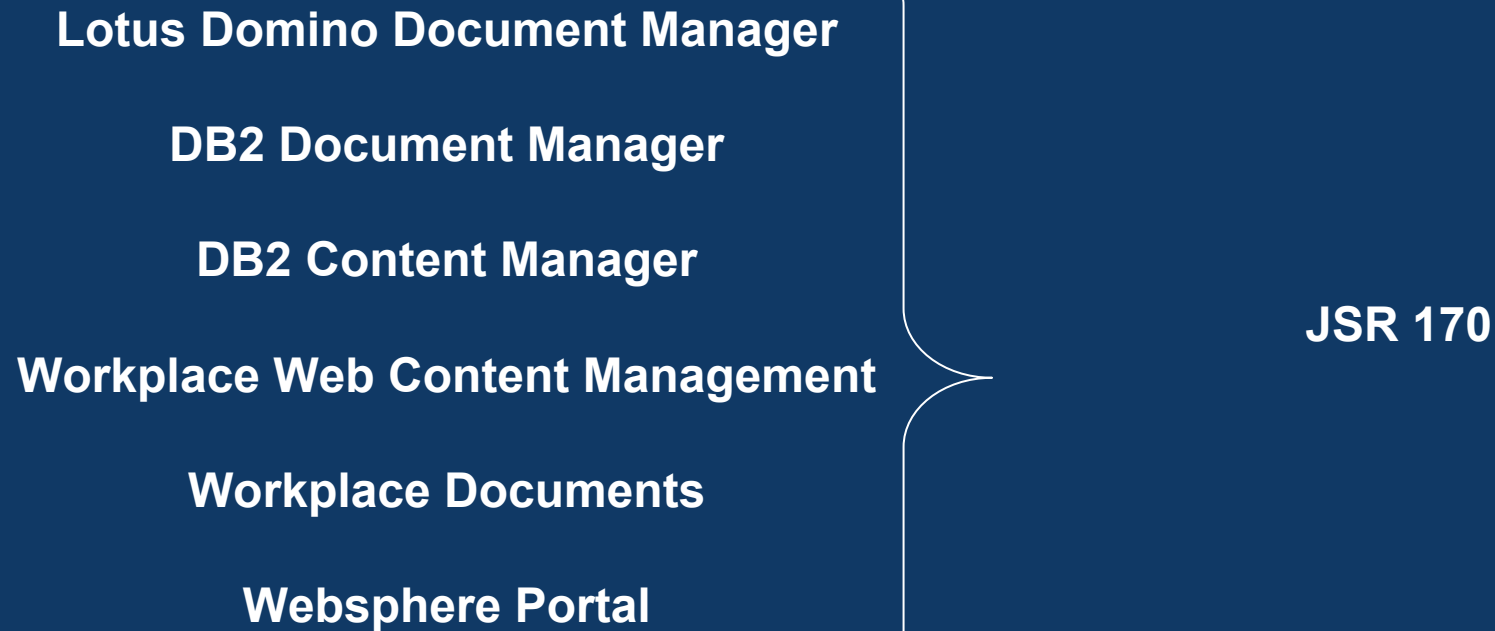 Lotus Domino Document Manager
DB2 Document Manager
DB2 Content Manager
Workplace Web Content Management
Workplace Documents
Websphere Portal
JSR 170